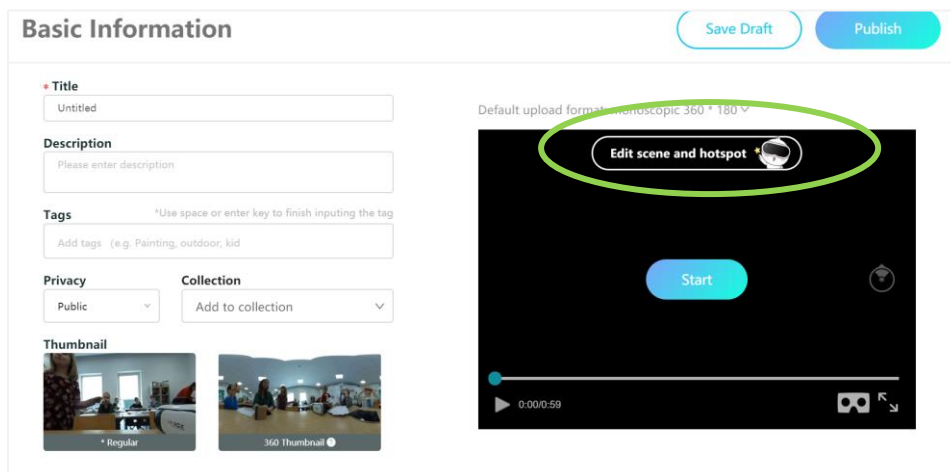 Basic Information
Save Draft
Publish
* Title
Untitled
Default upload format: monoscopic 360 * 180
Edit scene and hotspot
Description
Please enter description
Tags
*Use space or enter key to finish inputing the tag
Add tags (e.g. Painting, outdoor, kid
Start
Privacy
Collection
Public
Add to collection
Thumbnail
0:00/0:59
* Regular
360 Thumbnail ?